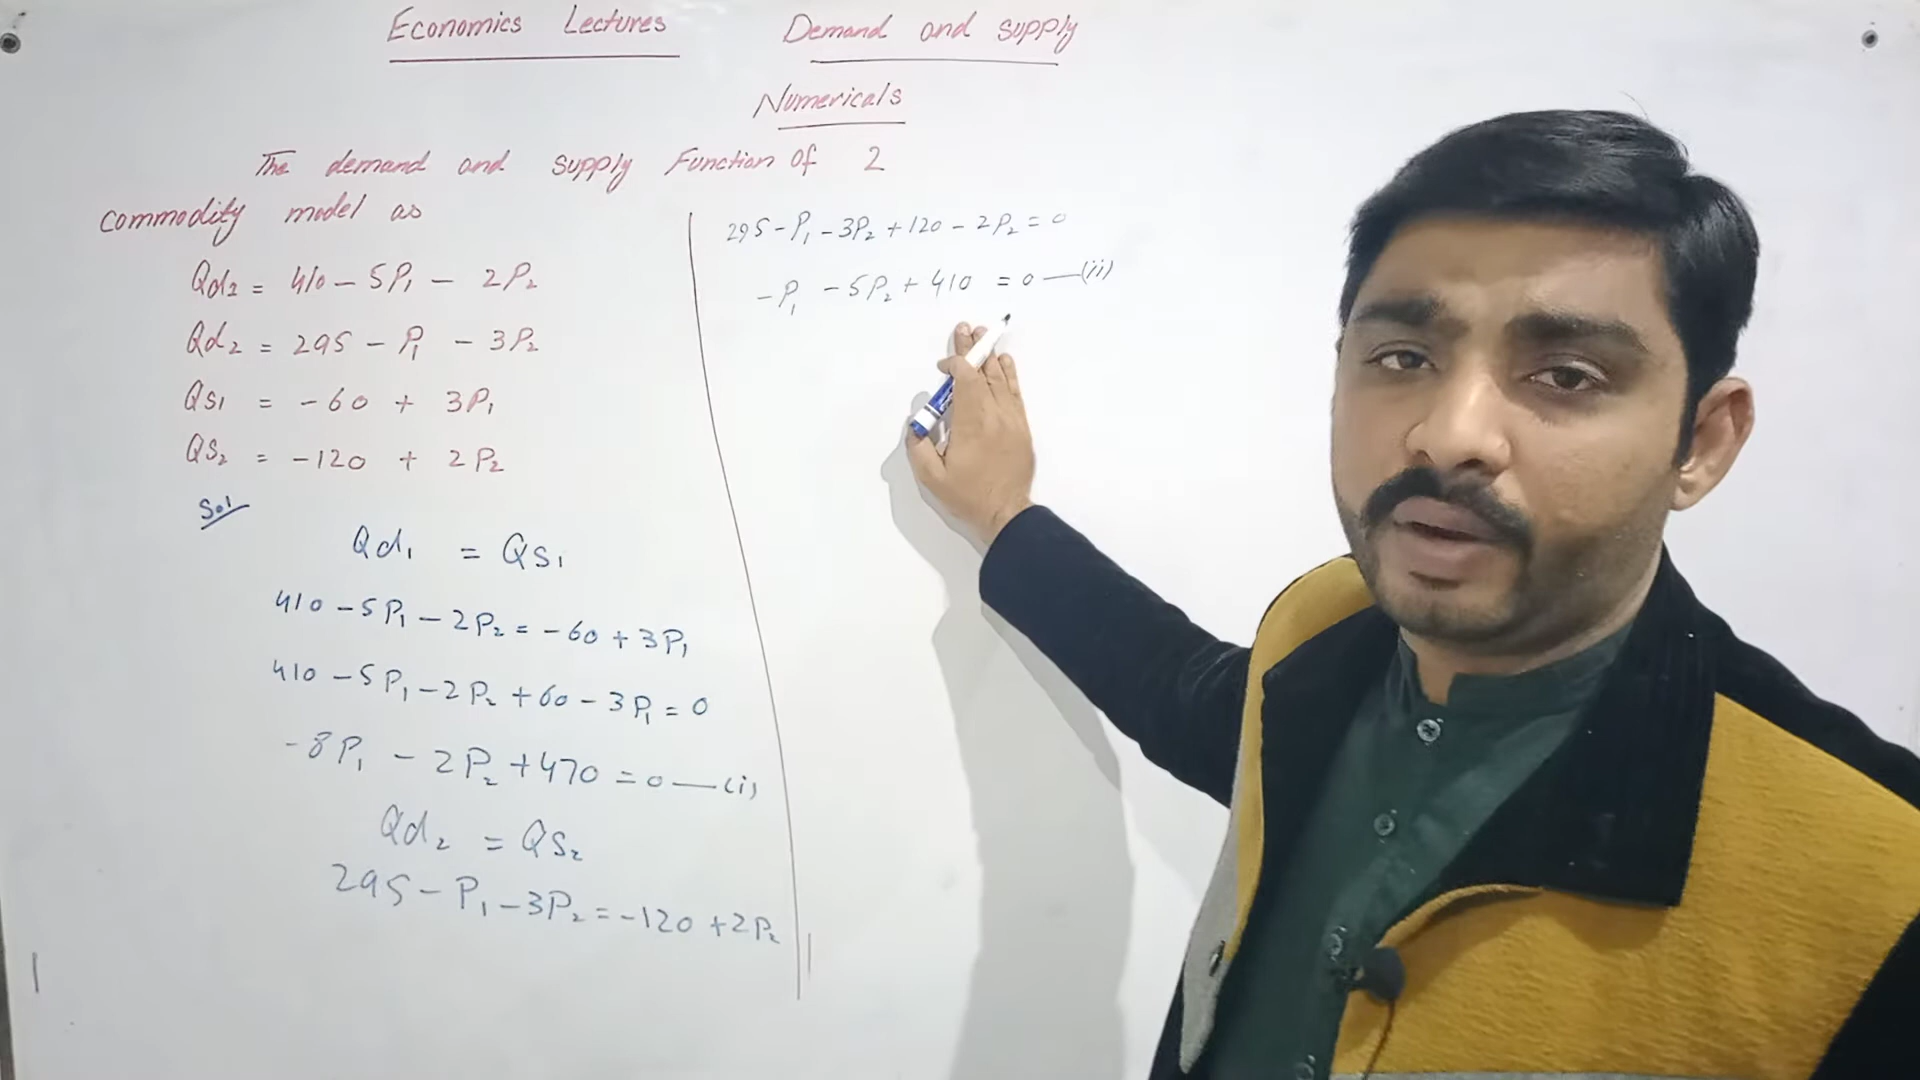 Economics Lectures Demand and supply
Numericals
The demand and supply Function of 2
commodity model as
Qd2 = 410 - 5P₁ - 2P₂
Qd₂ = 295 - P₁ - 3P₂
Qs₁ = -60 + 3P₁
Qs₂ = -120 + 2P₂
Sol
Qd₁ = Qs₁
410 - 5P₁ - 2P₂ = -60 + 3P₁
410 - 5P₁ - 2P₂ + 60 - 3P₁ = 0
-8P₁ - 2P₂ + 470 = 0 — (i)
Qd₂ = Qs₂
295 - P₁ - 3P₂ = -120 + 2P₂
295 - P₁ - 3P₂ + 120 - 2P₂ = 0
-P₁ - 5P₂ + 410 = 0 — (ii)